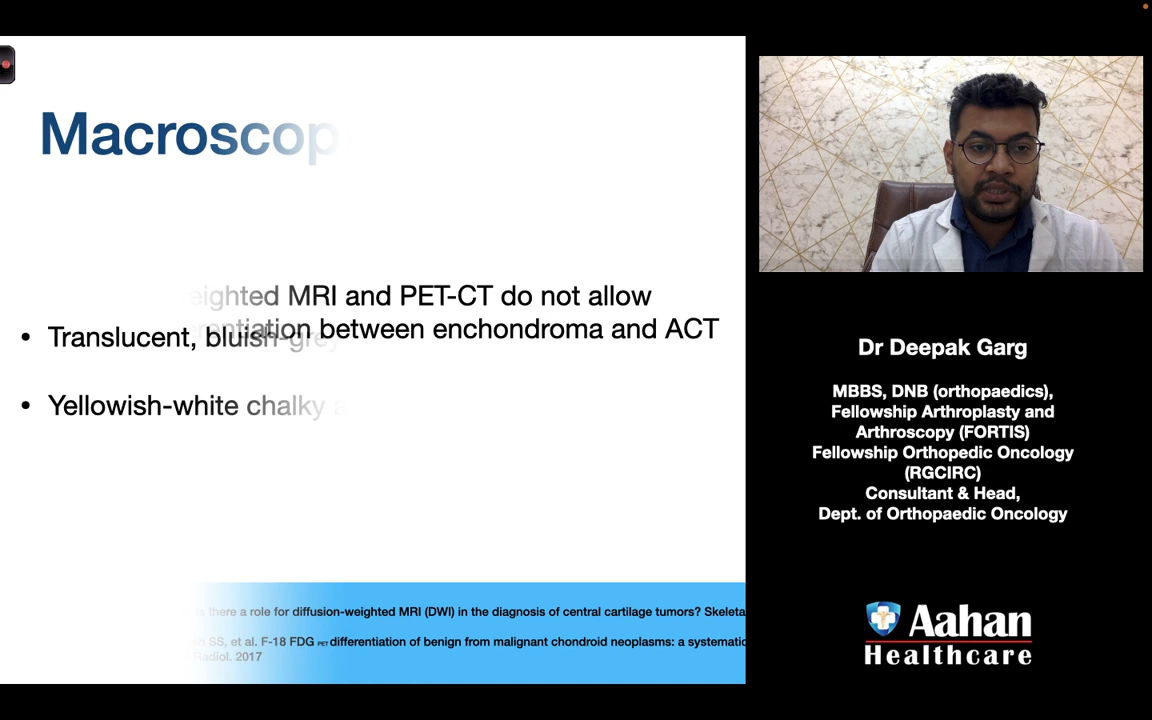 Macroscop
eighted MRI and PET-CT do not allow
rentiation between enchondroma and ACT
• Translucent, bluish-grey
• Yellowish-white chalky a
s there a role for diffusion-weighted MRI (DWI) in the diagnosis of central cartilage tumors? Skeleta
SS, et al. F-18 FDG PET differentiation of benign from malignant chondroid neoplasms: a systematic
Radiol. 2017
Dr Deepak Garg
MBBS, DNB (orthopaedics),
Fellowship Arthroplasty and
Arthroscopy (FORTIS)
Fellowship Orthopedic Oncology
(RGCIRC)
Consultant & Head,
Dept. of Orthopaedic Oncology
Aahan
Healthcare